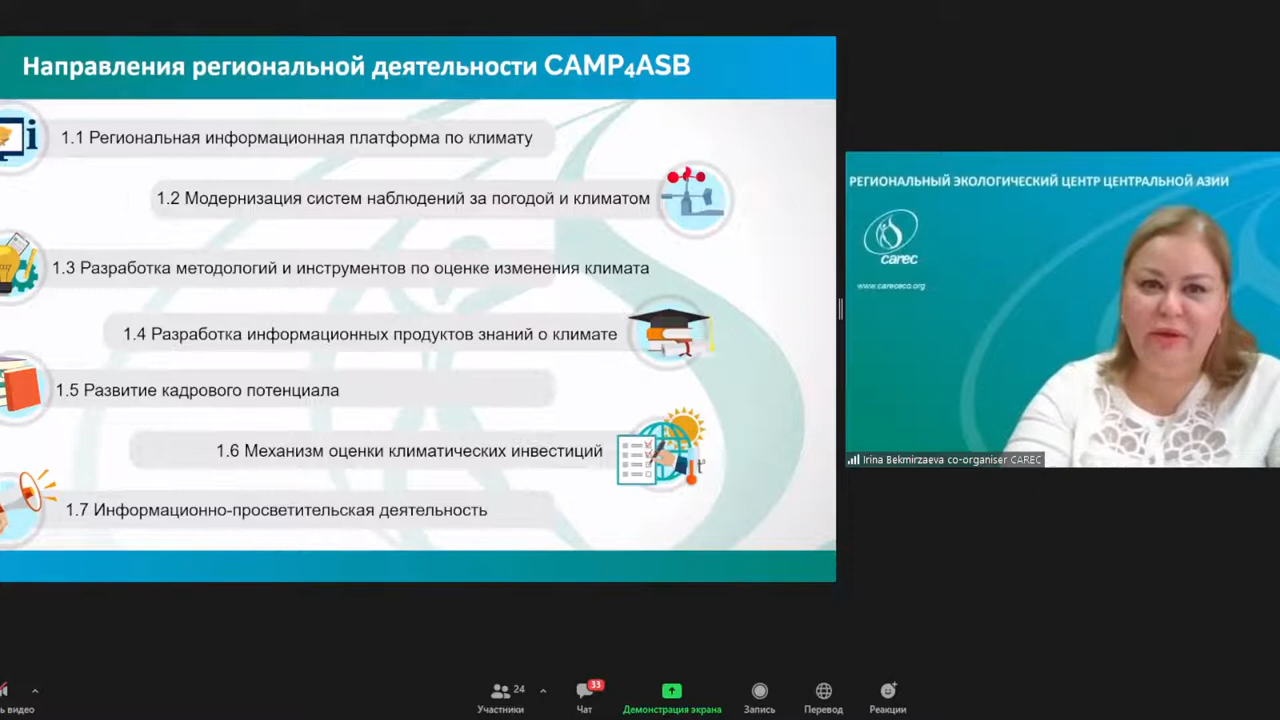 Направления региональной деятельности CAMP4ASB
1.1 Региональная информационная платформа по климату
1.2 Модернизация систем наблюдений за погодой и климатом
1.3 Разработка методологий и инструментов по оценке изменения климата
1.4 Разработка информационных продуктов знаний о климате
1.5 Развитие кадрового потенциала
1.6 Механизм оценки климатических инвестиций
1.7 Информационно-просветительская деятельность
РЕГИОНАЛЬНЫЙ ЭКОЛОГИЧЕСКИЙ ЦЕНТР ЦЕНТРАЛЬНОЙ АЗИИ
carec
www.carececo.org
Irina Bekmirzaeva co-organiser CAREC
видео
Участники
24
Чат
33
Демонстрация экрана
Запись
Перевод
Реакции